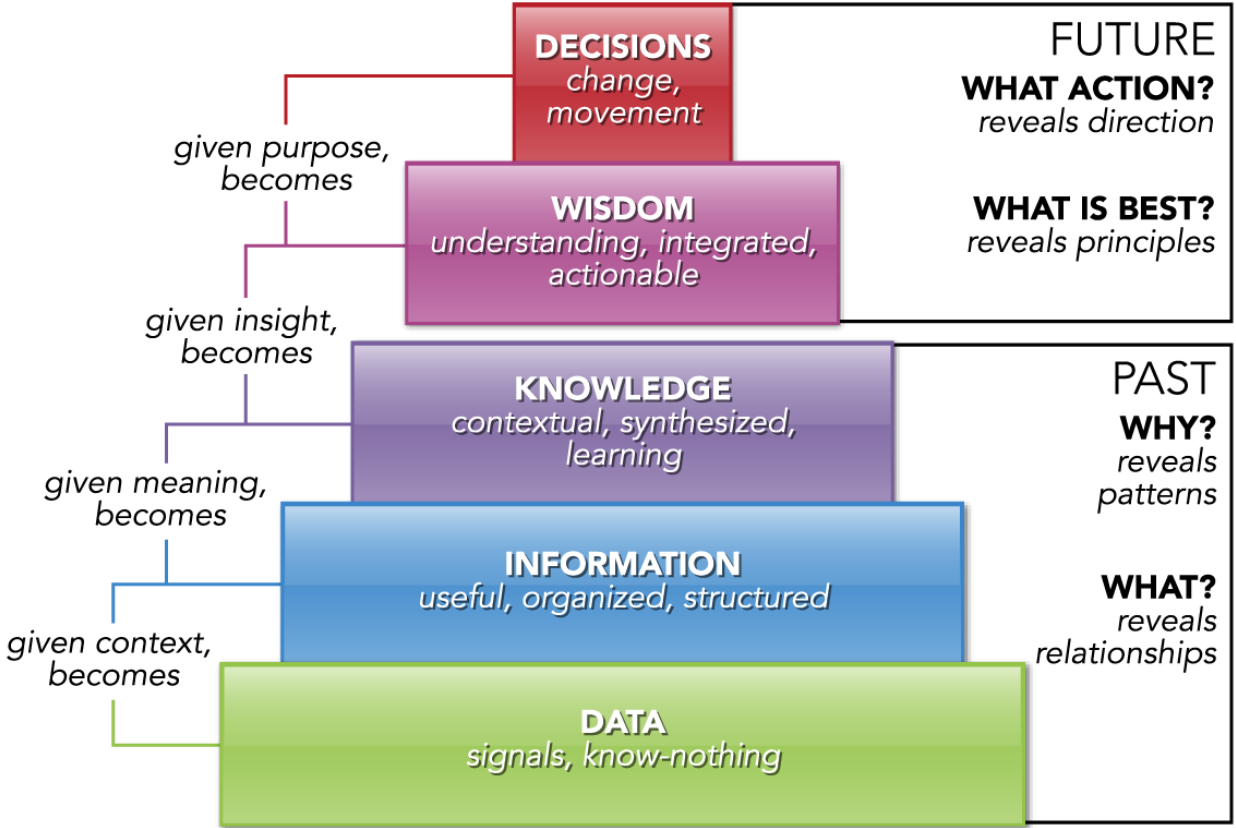 DECISIONS
change,
movement
FUTURE
WHAT ACTION?
reveals direction
given purpose,
becomes
WISDOM
understanding, integrated,
actionable
WHAT IS BEST?
reveals principles
given insight,
becomes
KNOWLEDGE
contextual, synthesized,
learning
PAST
WHY?
reveals
patterns
given meaning,
becomes
INFORMATION
useful, organized, structured
WHAT?
reveals
relationships
given context,
becomes
DATA
signals, know-nothing